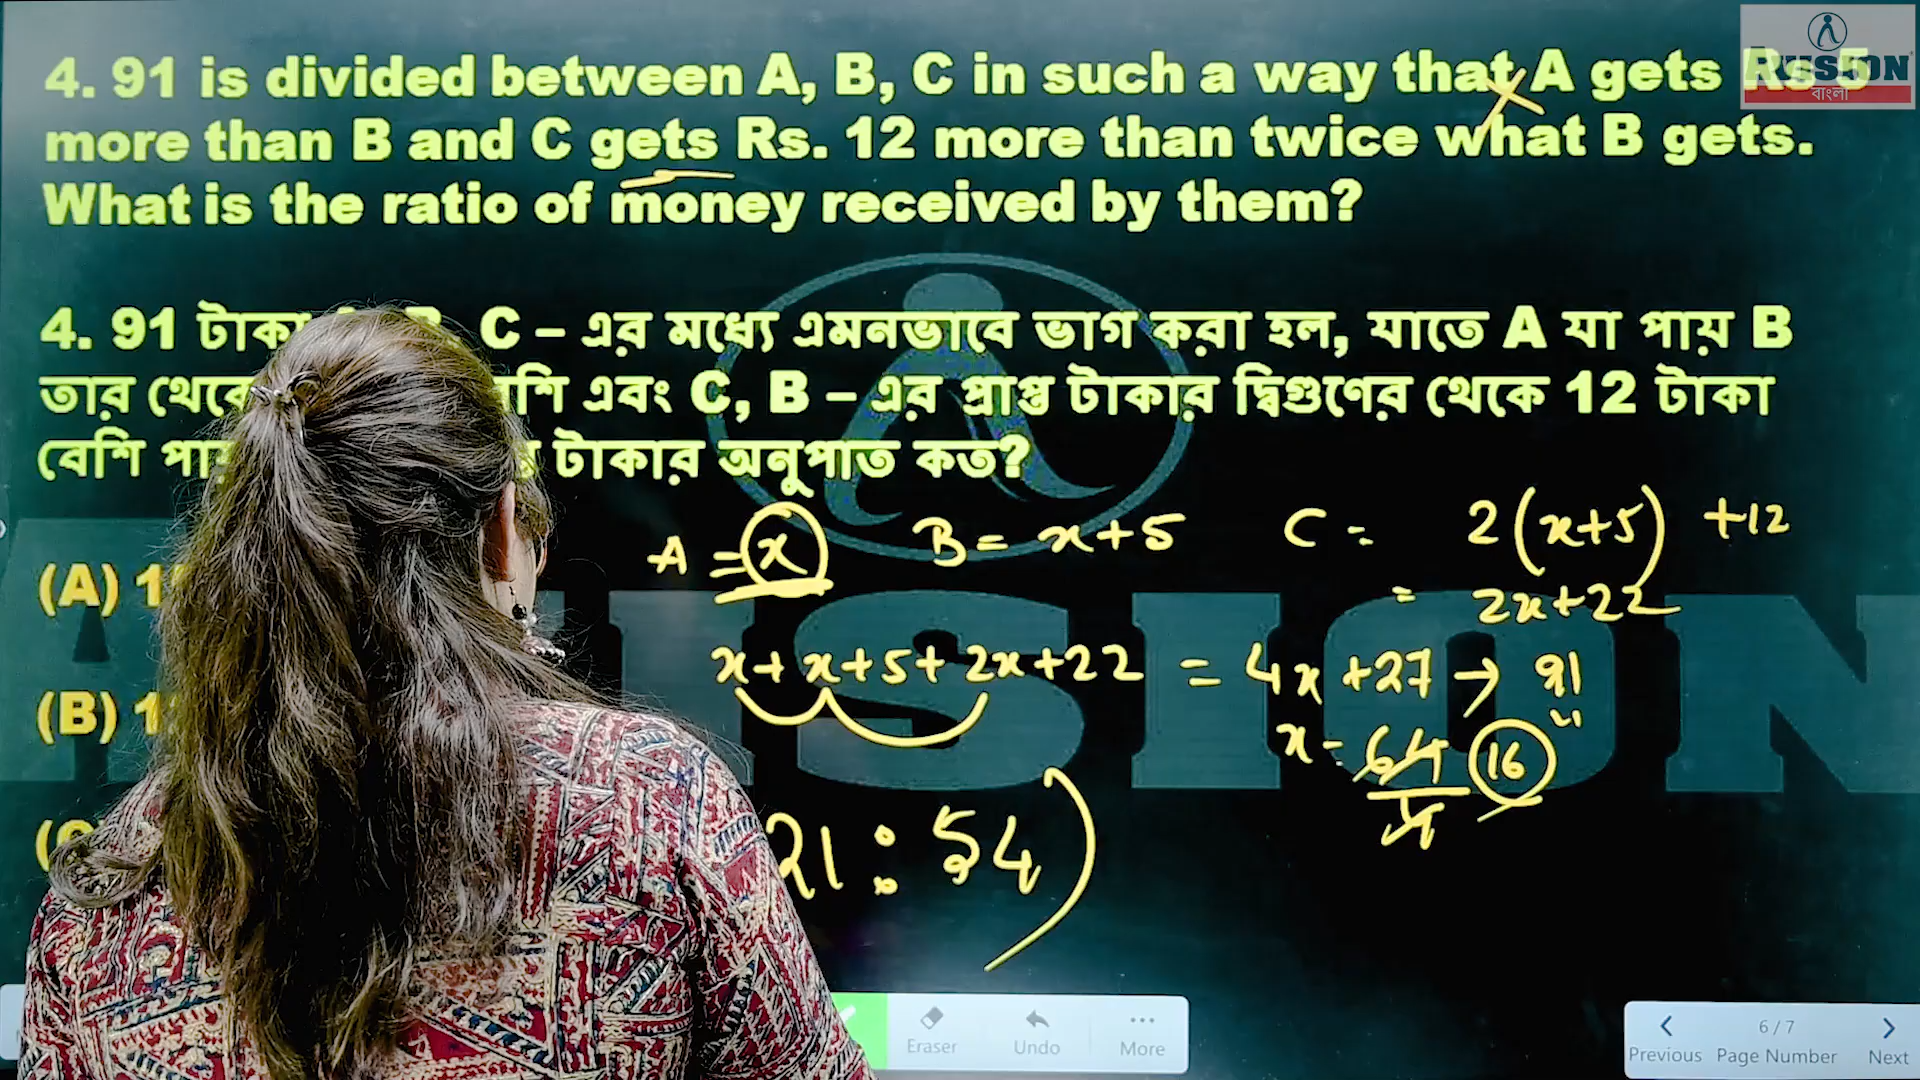 4. 91 is divided between A, B, C in such a way that A gets Rs 5
more than B and C gets Rs. 12 more than twice what B gets.
What is the ratio of money received by them?
4. 91 টাকা C – এর মধ্যে এমনভাবে ভাগ করা হল, যাতে A যা পায় B
তার থেকে এবং C, B – এর প্রাপ্ত টাকার দ্বিগুণের থেকে 12 টাকা
বেশি টাকার অনুপাত কত?
A = x B = x+5 C = 2(x+5) +12
= 2x+22
x+x+5+2x+22 = 4x+27 → 91
x = 64/4 16
21 : 54)
(A)
(B)
বাংলা
Eraser Undo More
6 / 7
Previous Page Number Next